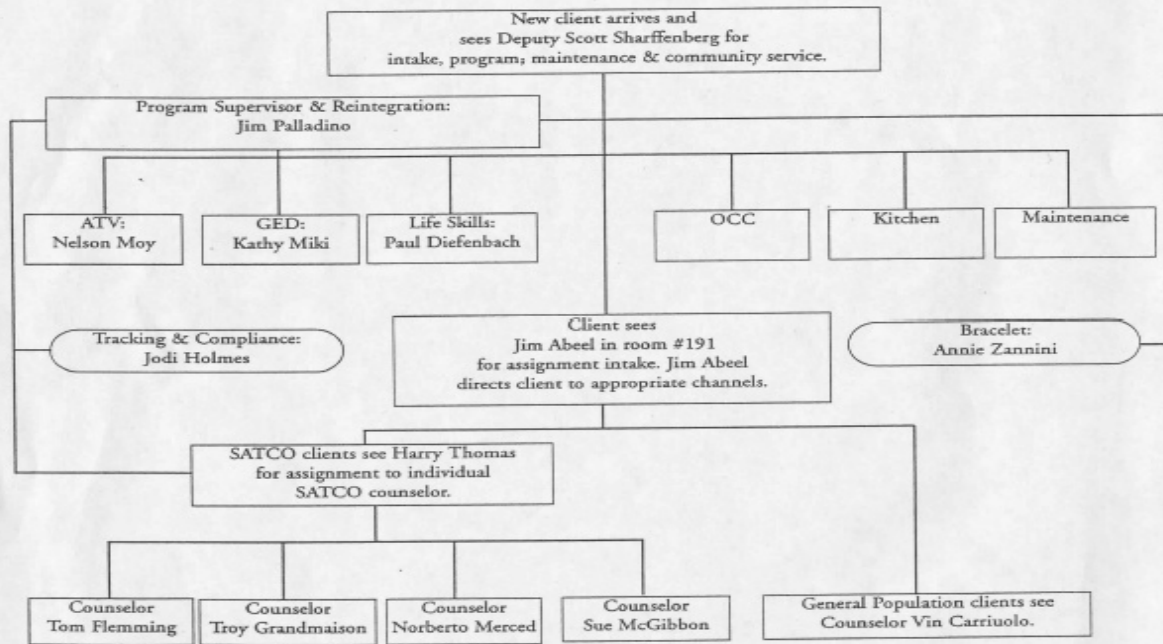 New client arrives and
sees Deputy Scott Sharffenberg for
intake, program; maintenance & community service.
Program Supervisor & Reintegration:
Jim Palladino
ATV:
Nelson Moy
GED:
Kathy Miki
Life Skills:
Paul Diefenbach
OCC
Kitchen
Maintenance
Tracking & Compliance:
Jodi Holmes
Client sees
Jim Abeel in room #191
for assignment intake. Jim Abeel
directs client to appropriate channels.
Bracelet:
Annie Zannini
SATCO clients see Harry Thomas
for assignment to individual
SATCO counselor.
Counselor
Tom Flemming
Counselor
Troy Grandmaison
Counselor
Norberto Merced
Counselor
Sue McGibbon
General Population clients see
Counselor Vin Carriuolo.